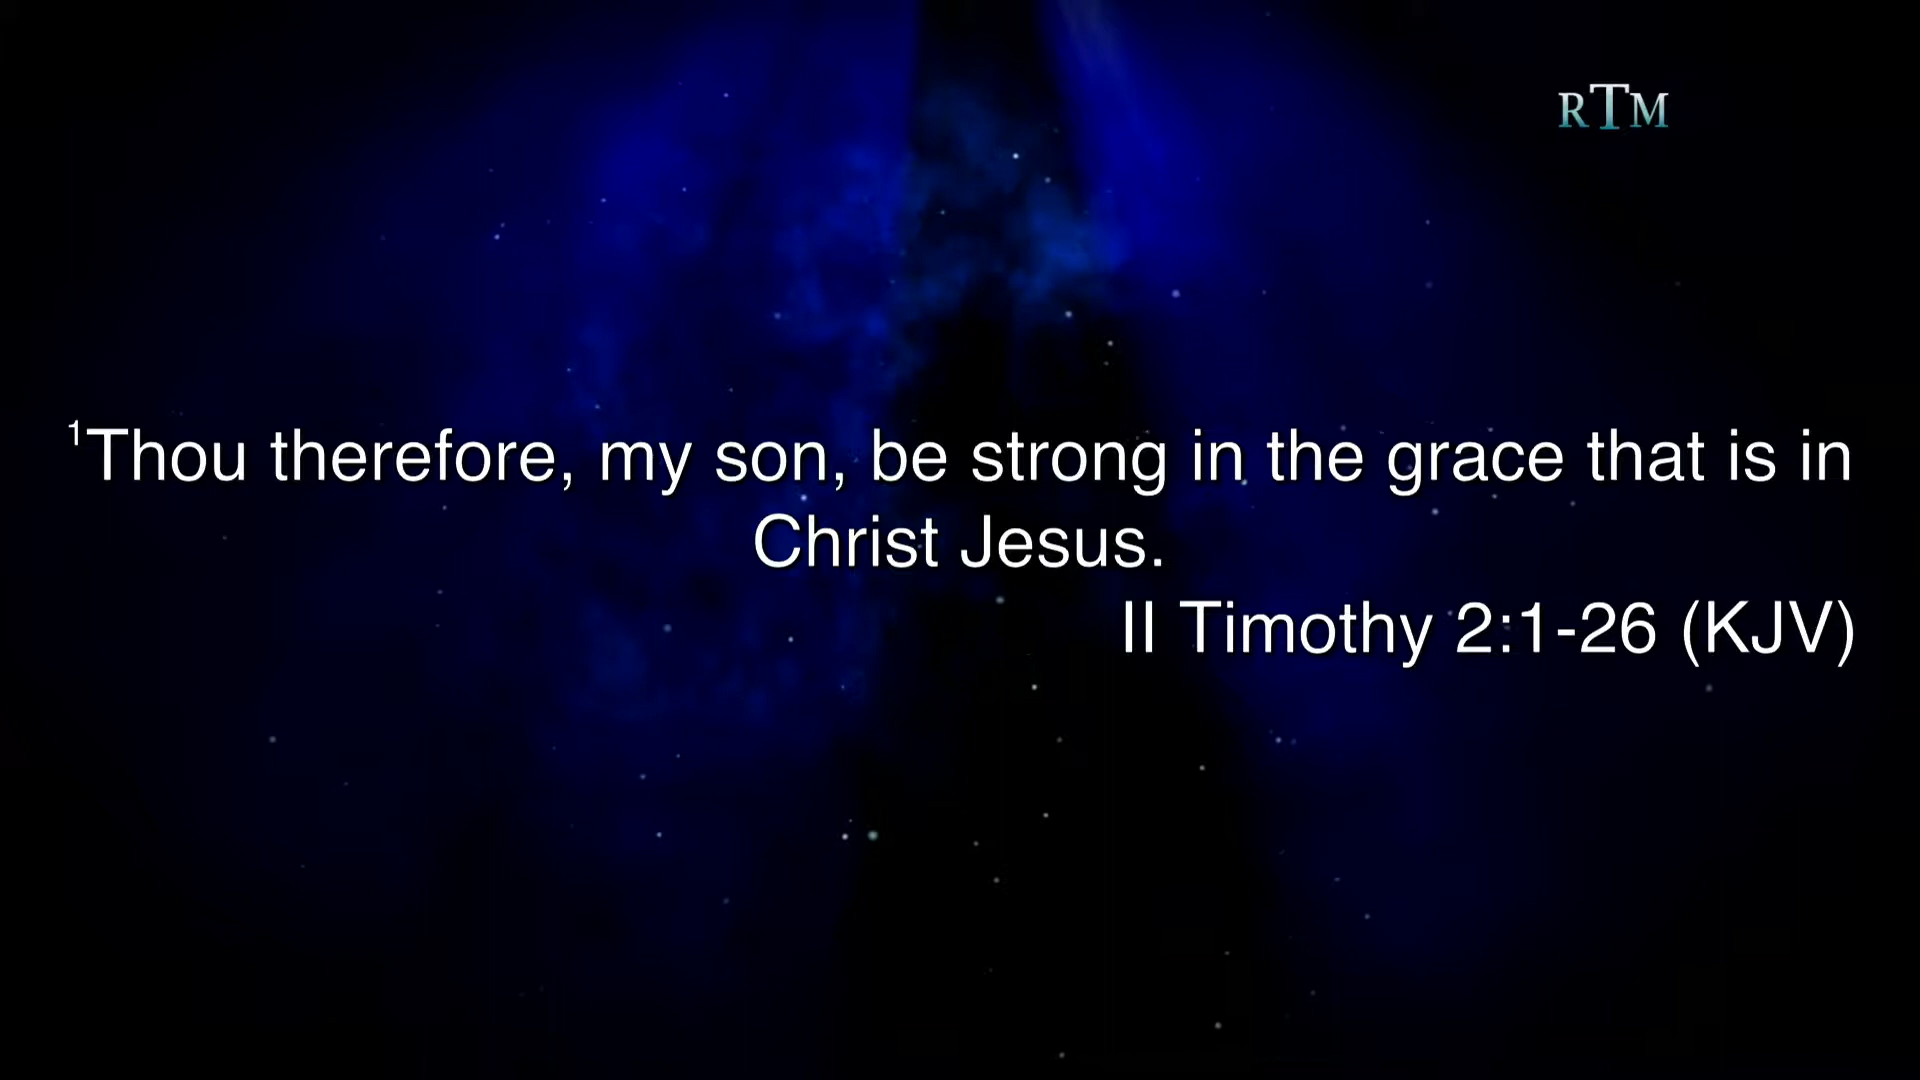 RTM
¹Thou therefore, my son, be strong in the grace that is in
Christ Jesus.
II Timothy 2:1-26 (KJV)